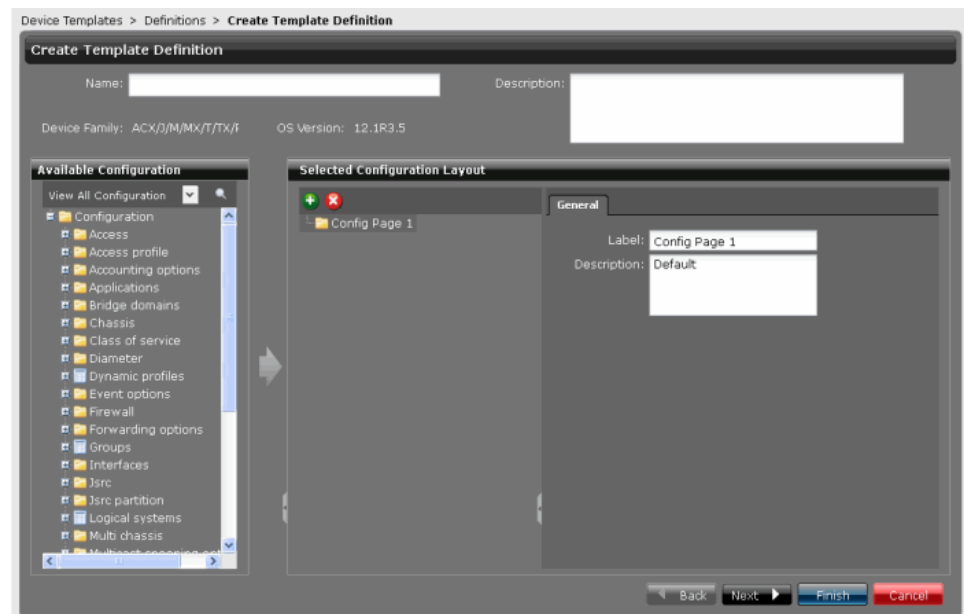 Device Templates > Definitions > Create Template Definition
Create Template Definition
Name:
Description:
Device Family: ACX/J/M/MX/T/TX/F
OS Version: 12.1R3.5
Available Configuration
View All Configuration
Configuration
Access
Access profile
Accounting options
Applications
Bridge domains
Chassis
Class of service
Diameter
Dynamic profiles
Event options
Firewall
Forwarding options
Groups
Interfaces
Jsrc
Jsrc partition
Logical systems
Multi chassis
Selected Configuration Layout
Config Page 1
General
Label: Config Page 1
Description: Default
Back Next Finish Cancel